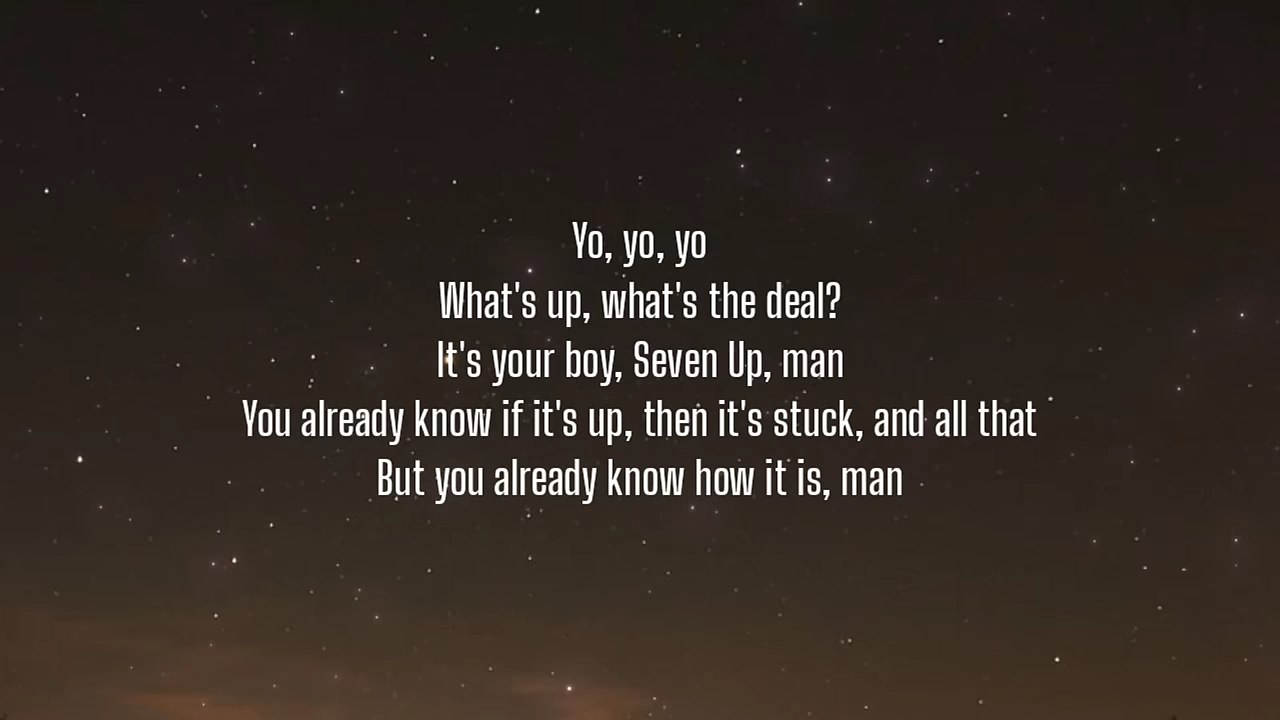 Yo, yo, yo
What's up, what's the deal?
It's your boy, Seven Up, man
You already know if it's up, then it's stuck, and all that
But you already know how it is, man